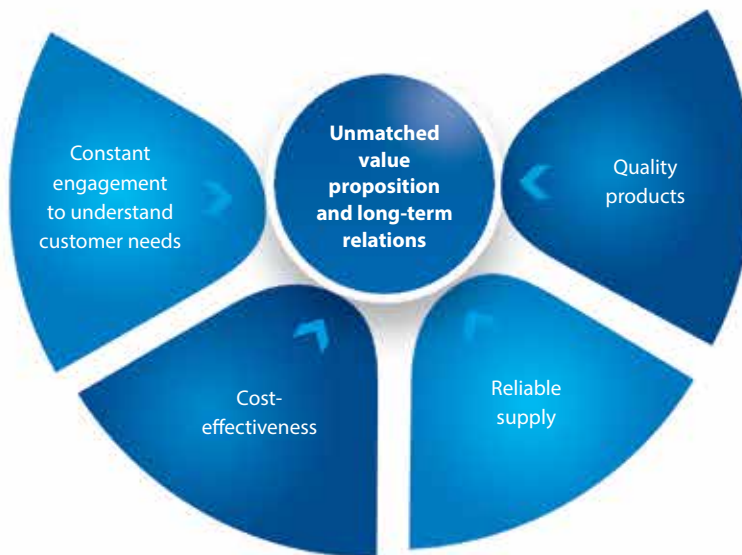 Unmatched
value
proposition
and long-term
relations
Constant
engagement
to understand
customer needs
Quality
products
Cost-
effectiveness
Reliable
supply